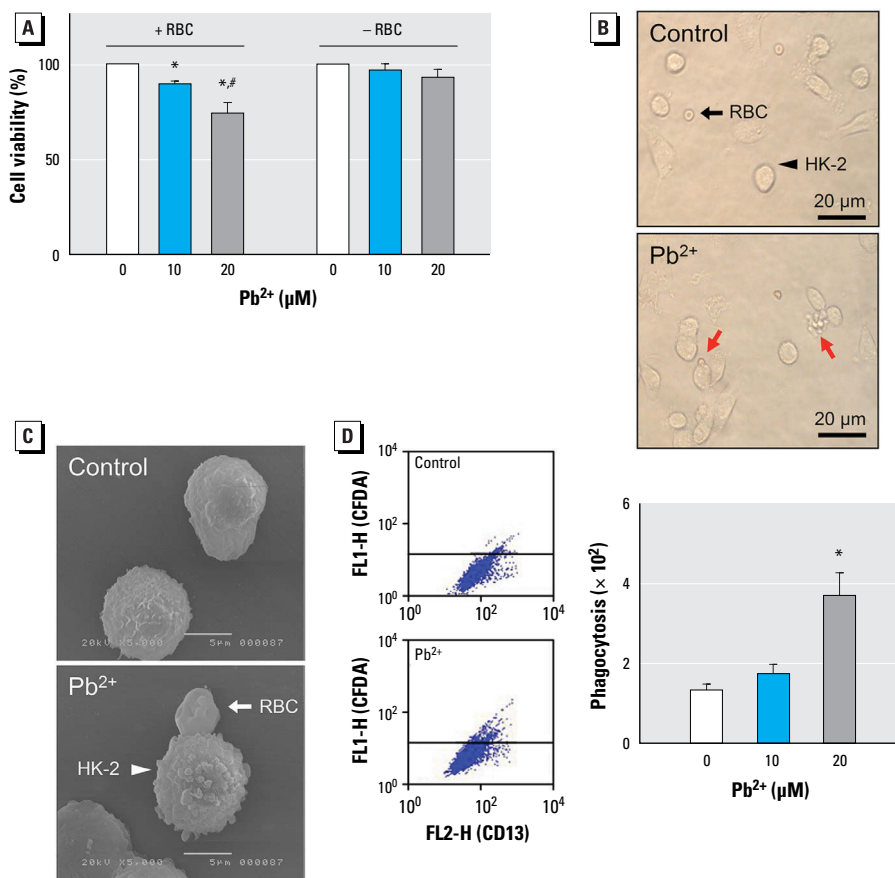 A
+ RBC
– RBC
Cell viability (%)
100
50
0
*
*,#
0
10
20
0
10
20
Pb²⁺ (µM)
B
Control
RBC
HK-2
20 µm
Pb²⁺
20 µm
C
Control
20kV X5,000 5µm 000087
Pb²⁺
RBC
HK-2
20kV X5,000 5µm 000087
D
FL1-H (CFDA)
10⁴
10²
10⁰
Control
10⁰
10²
10⁴
FL1-H (CFDA)
10⁴
10²
10⁰
Pb²⁺
10⁰
10²
10⁴
FL2-H (CD13)
Phagocytosis (× 10²)
6
4
2
0
*
0
10
20
Pb²⁺ (µM)